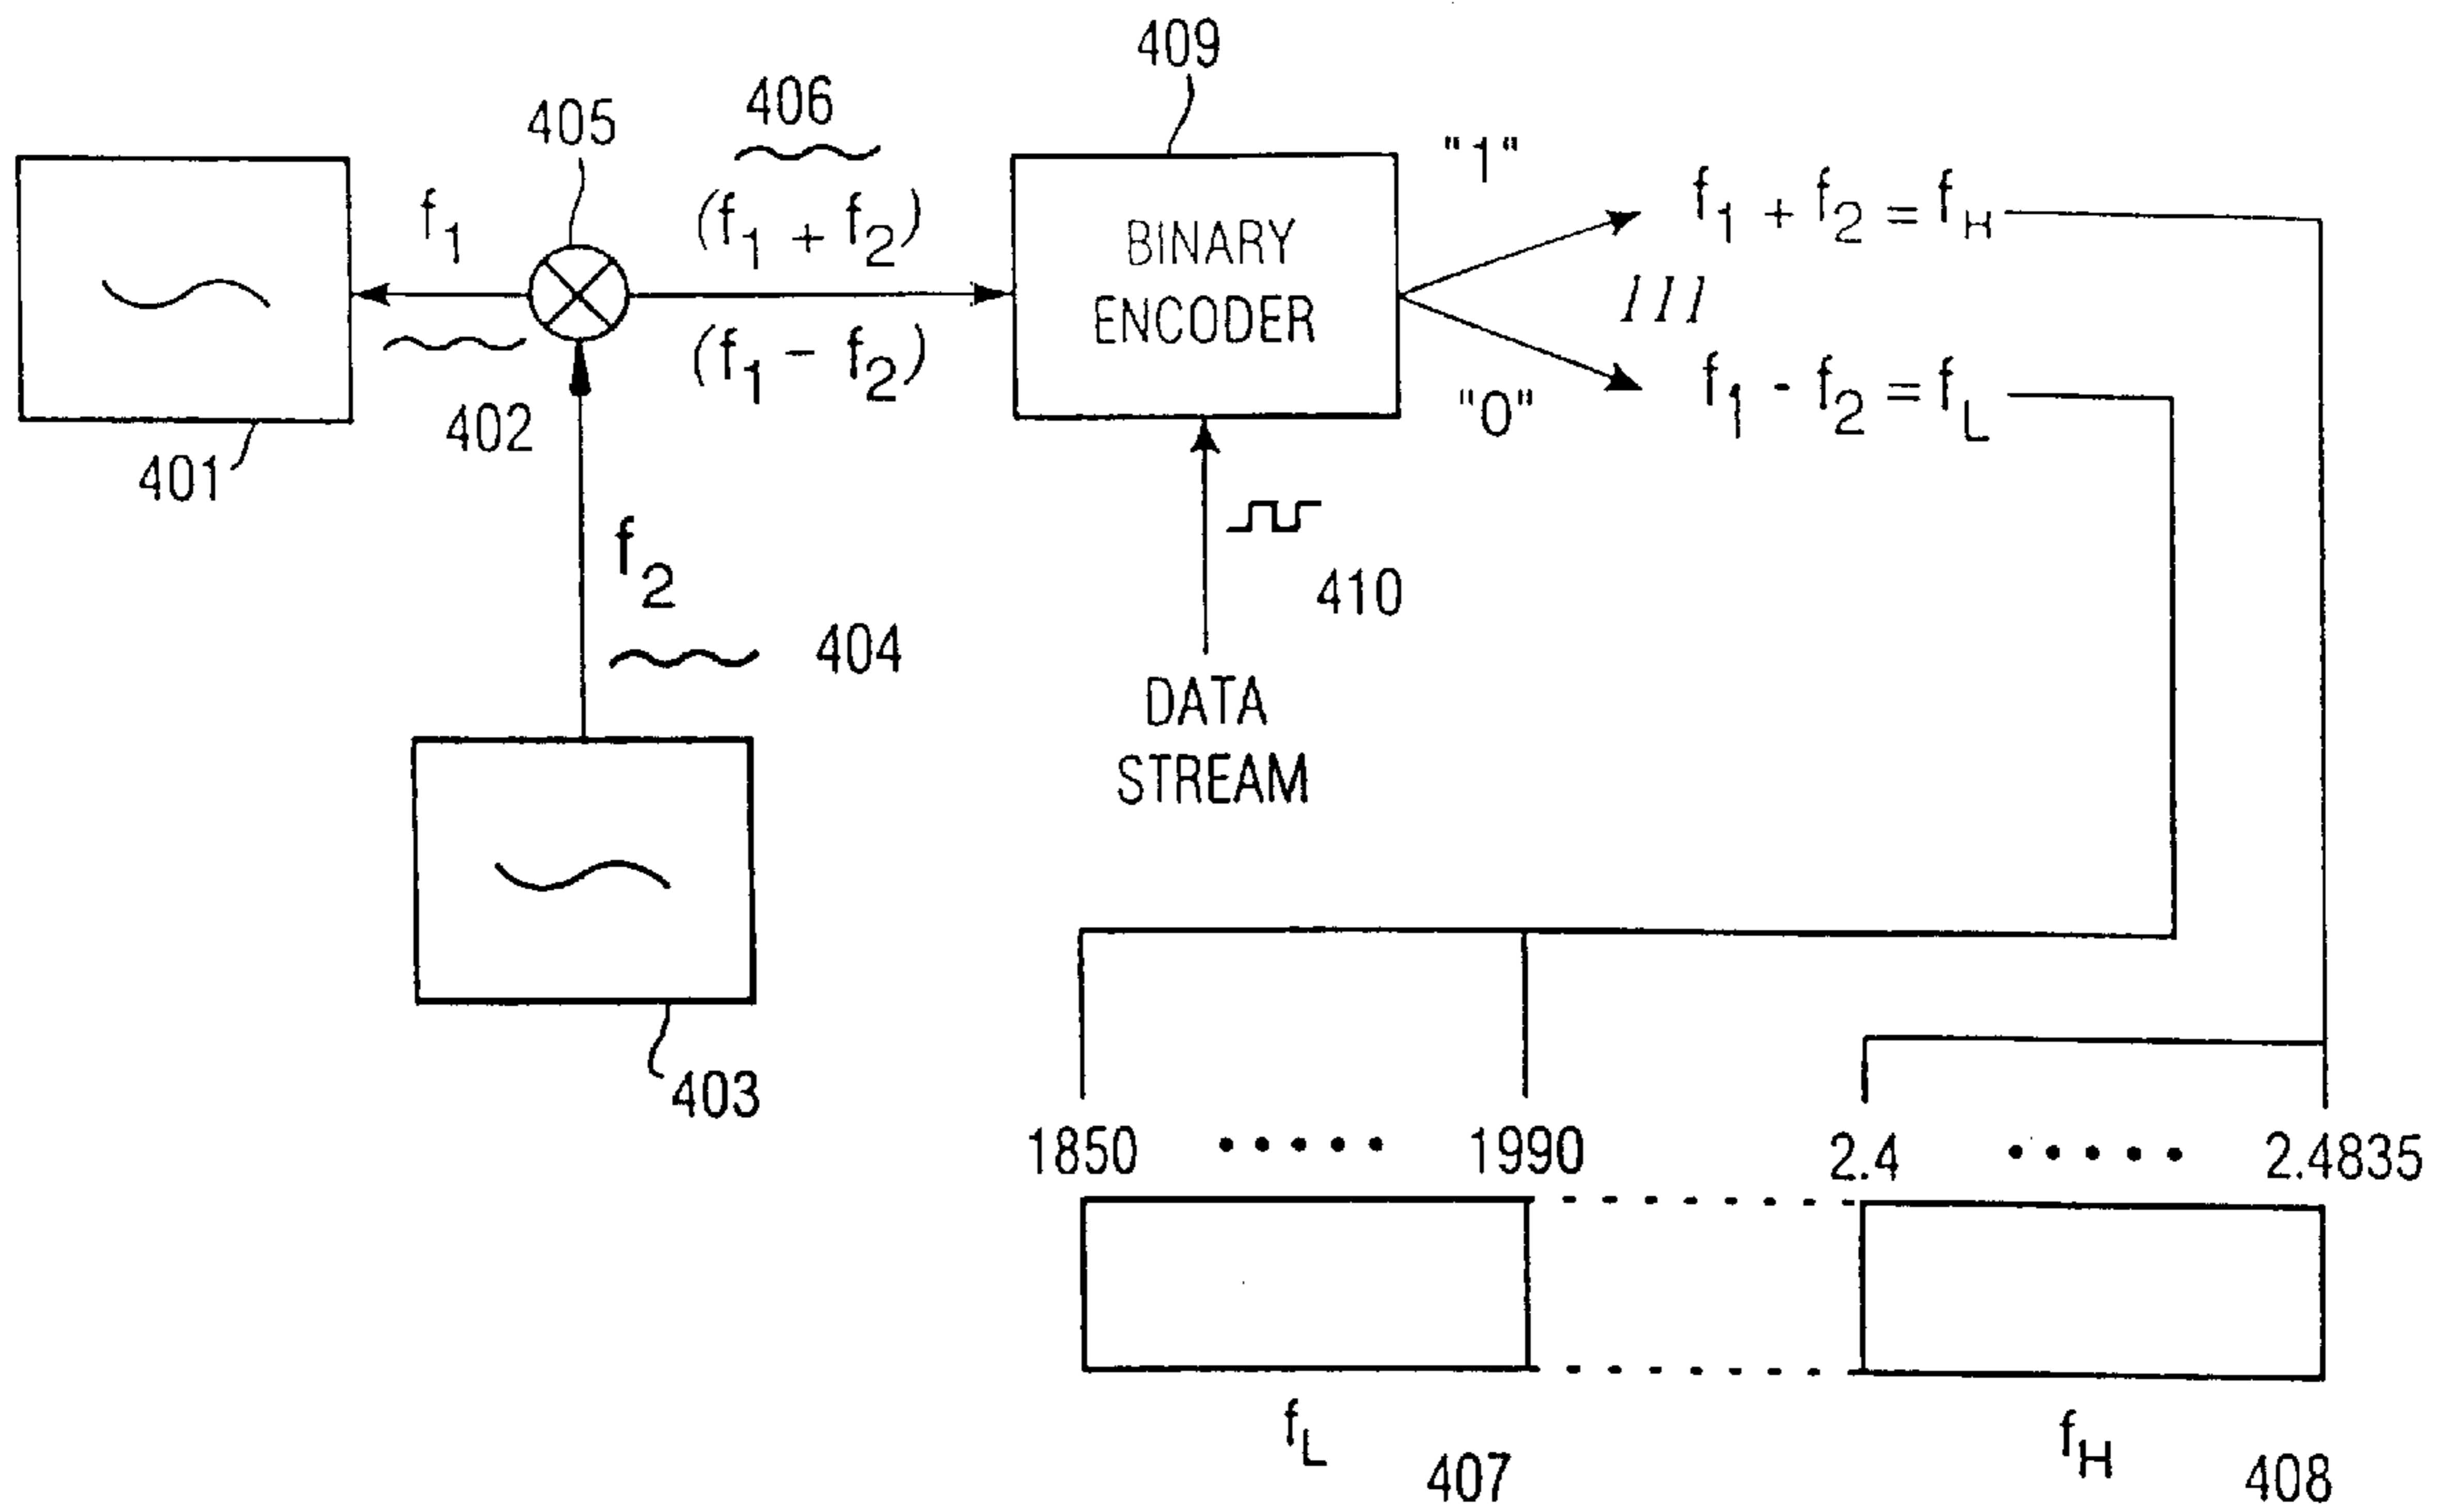 409
406
405
"1"
f1
(f1 + f2)
BINARY
ENCODER
f1 + f2 = fH
///
(f1 - f2)
f1 - f2 = fL
"0"
402
401
f2
410
404
DATA
STREAM
403
1850 ..... 1990
2.4 ..... 2.4835
fL
407
fH
408